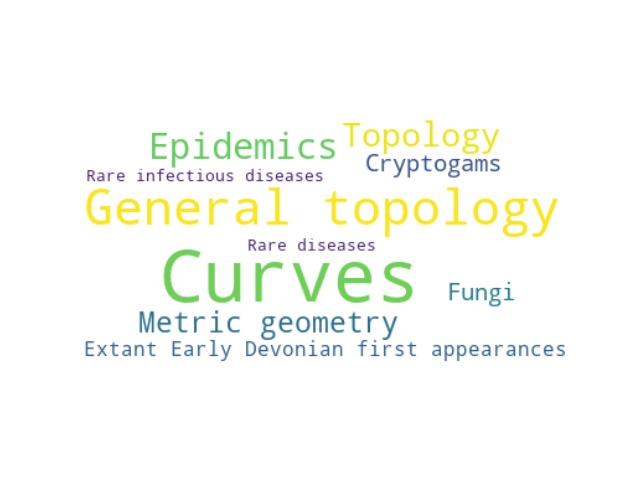 Epidemics
Topology
Cryptogams
Rare infectious diseases
General topology
Rare diseases
Curves
Fungi
Metric geometry
Extant Early Devonian first appearances